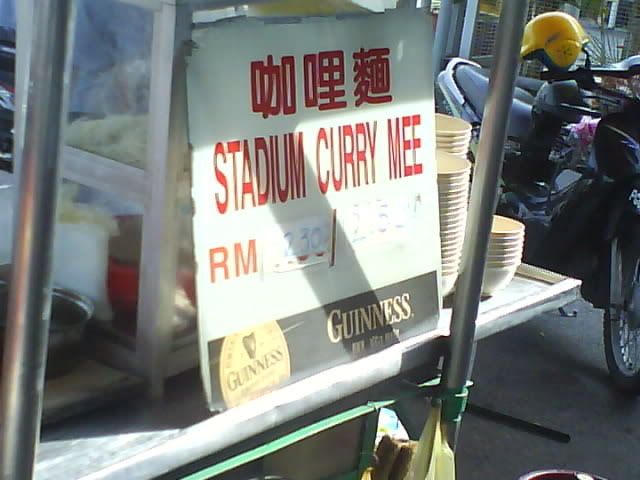 咖哩麵
STADIUM CURRY MEE
RM 2.30 /
GUINNESS
GUINNESS